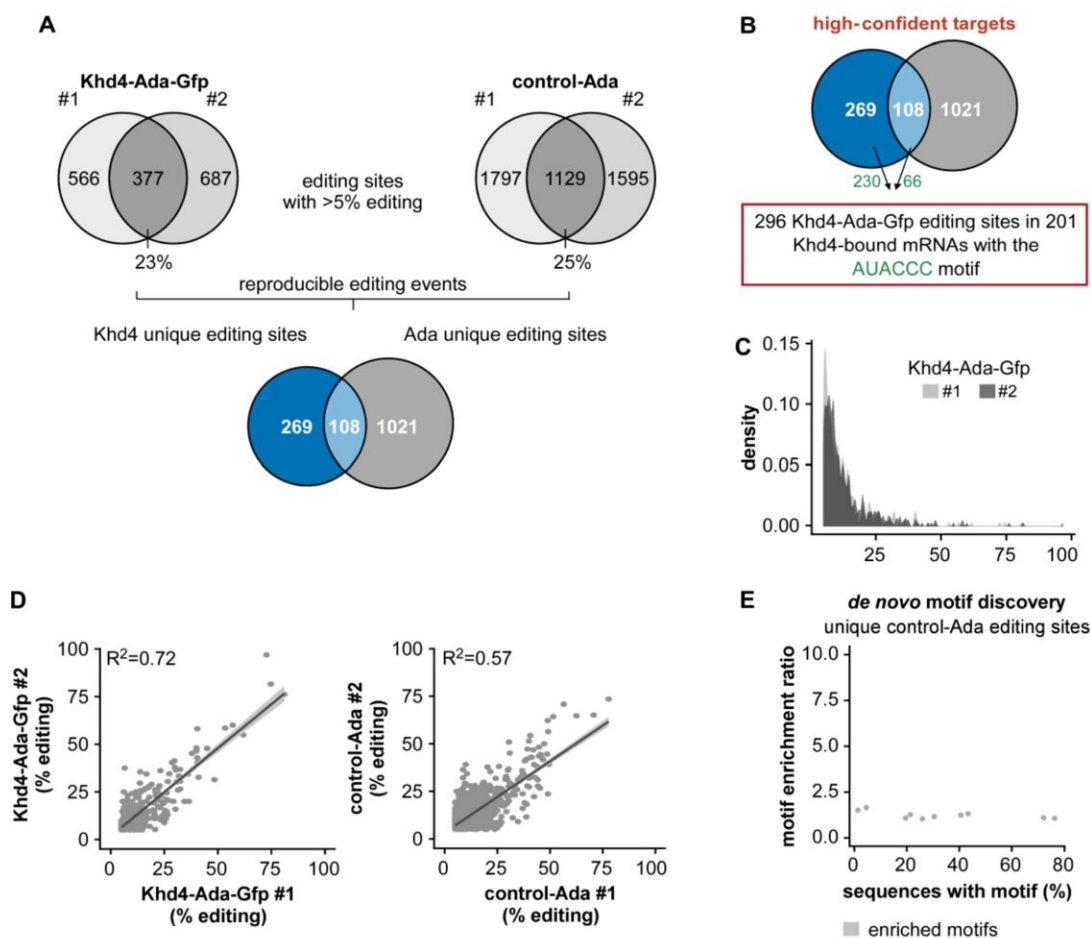 A
Khd4-Ada-Gfp
#1
#2
566
377
687
23%
editing sites
with >5% editing
control-Ada
#1
#2
1797
1129
1595
25%
reproducible editing events
Khd4 unique editing sites
Ada unique editing sites
269
108
1021
B
high-confident targets
269
108
1021
230
66
296 Khd4-Ada-Gfp editing sites in 201
Khd4-bound mRNAs with the
AUACCC motif
C
0.15
0.10
0.05
0.00
density
Khd4-Ada-Gfp
#1
#2
25
50
75
100
D
R²=0.72
100
75
50
25
0
Khd4-Ada-Gfp #2
(% editing)
0
25
50
75
100
Khd4-Ada-Gfp #1
(% editing)
R²=0.57
100
75
50
25
0
control-Ada #2
(% editing)
0
25
50
75
100
control-Ada #1
(% editing)
E
de novo motif discovery
unique control-Ada editing sites
10.0
7.5
5.0
2.5
0.0
motif enrichment ratio
0
20
40
60
80
sequences with motif (%)
enriched motifs